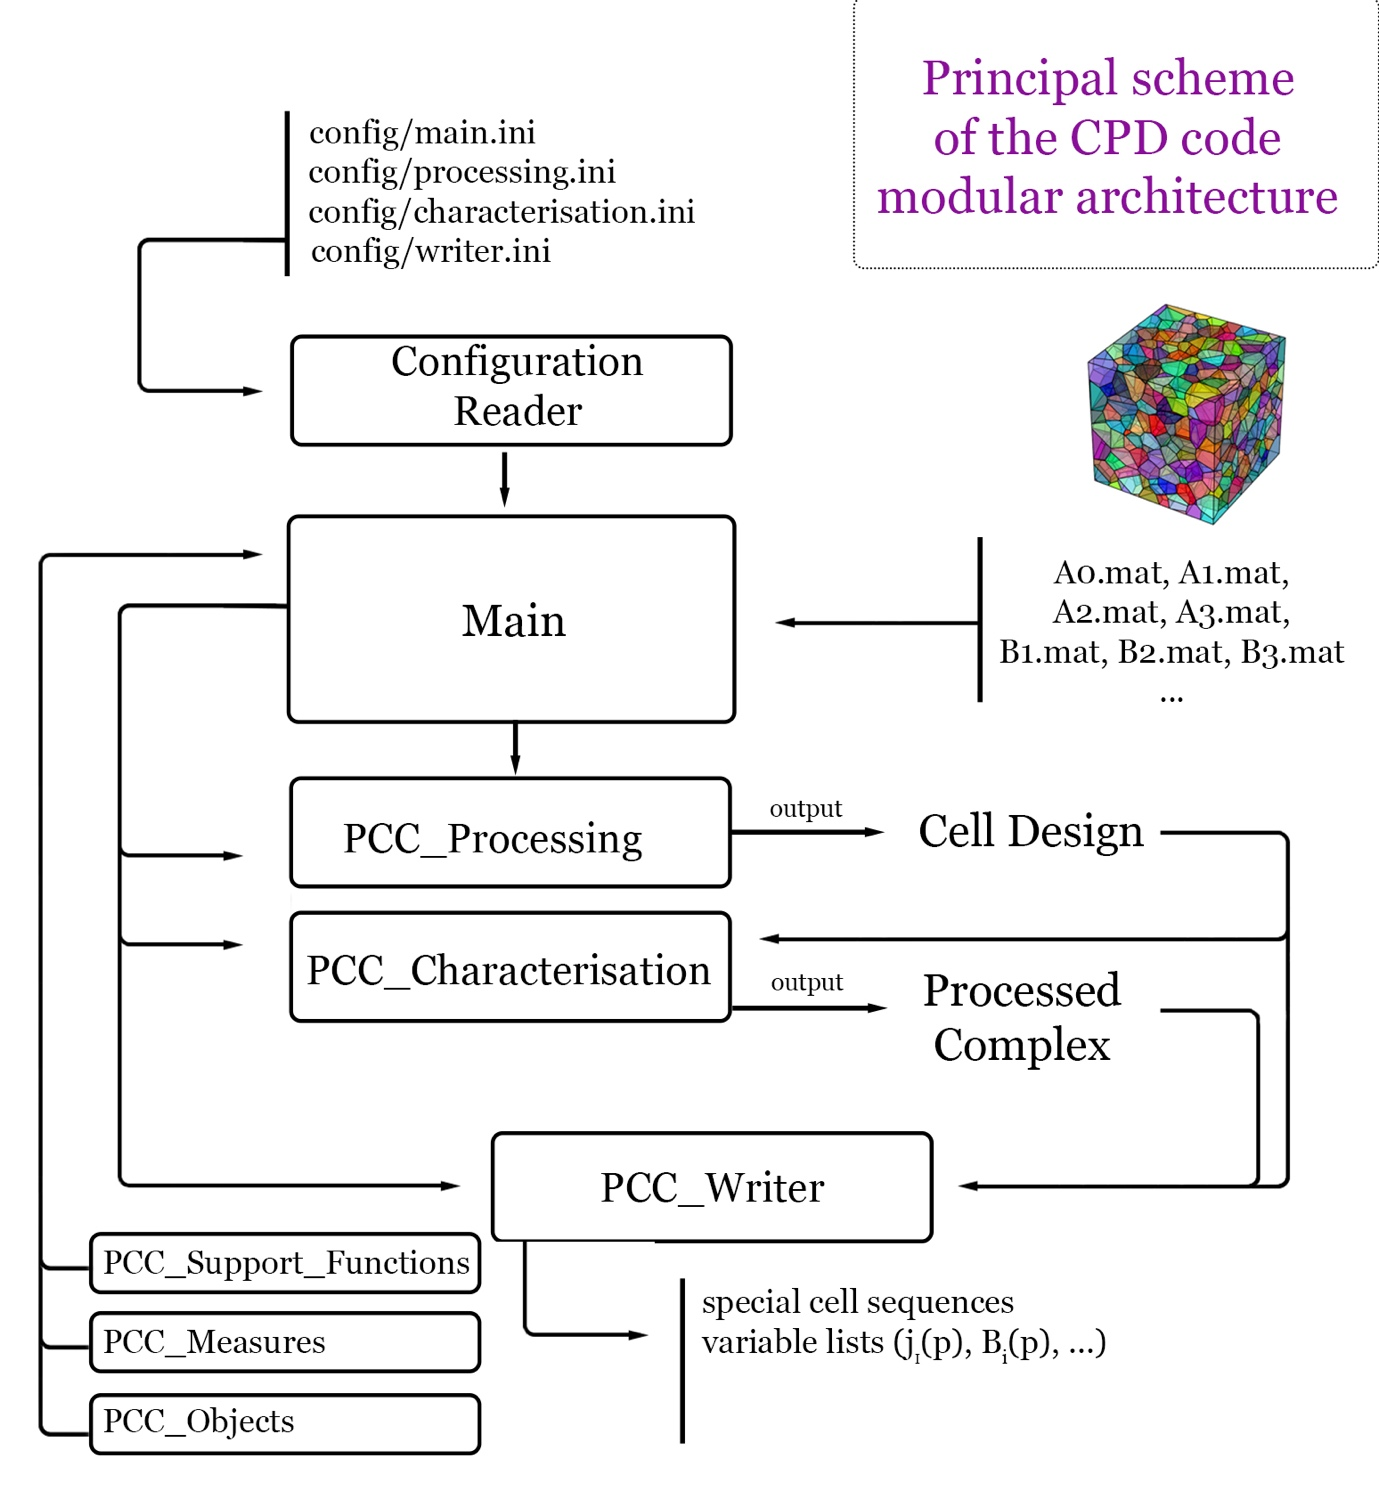 Principal scheme
of the CPD code
modular architecture
config/main.ini
config/processing.ini
config/characterisation.ini
config/writer.ini
Configuration
Reader
Main
A0.mat, A1.mat,
A2.mat, A3.mat,
B1.mat, B2.mat, B3.mat
...
PCC_Processing
output
Cell Design
PCC_Characterisation
output
Processed
Complex
PCC_Writer
PCC_Support_Functions
PCC_Measures
PCC_Objects
special cell sequences
variable lists (jᵢ(p), Bᵢ(p), ...)